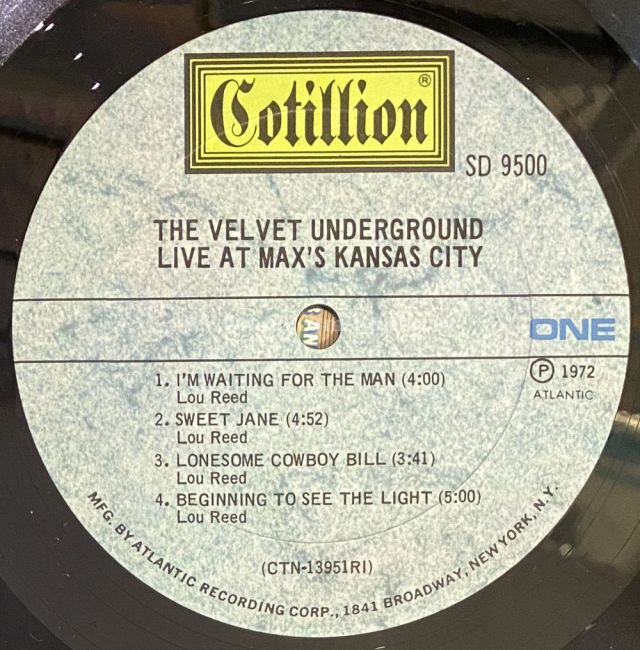 Cotillion®
SD 9500
THE VELVET UNDERGROUND
LIVE AT MAX'S KANSAS CITY
ONE
Ⓟ 1972
ATLANTIC
1. I'M WAITING FOR THE MAN (4:00)
Lou Reed
2. SWEET JANE (4:52)
Lou Reed
3. LONESOME COWBOY BILL (3:41)
Lou Reed
4. BEGINNING TO SEE THE LIGHT (5:00)
Lou Reed
(CTN-13951RI)
MFG. BY ATLANTIC RECORDING CORP., 1841 BROADWAY, NEW YORK, N.Y.